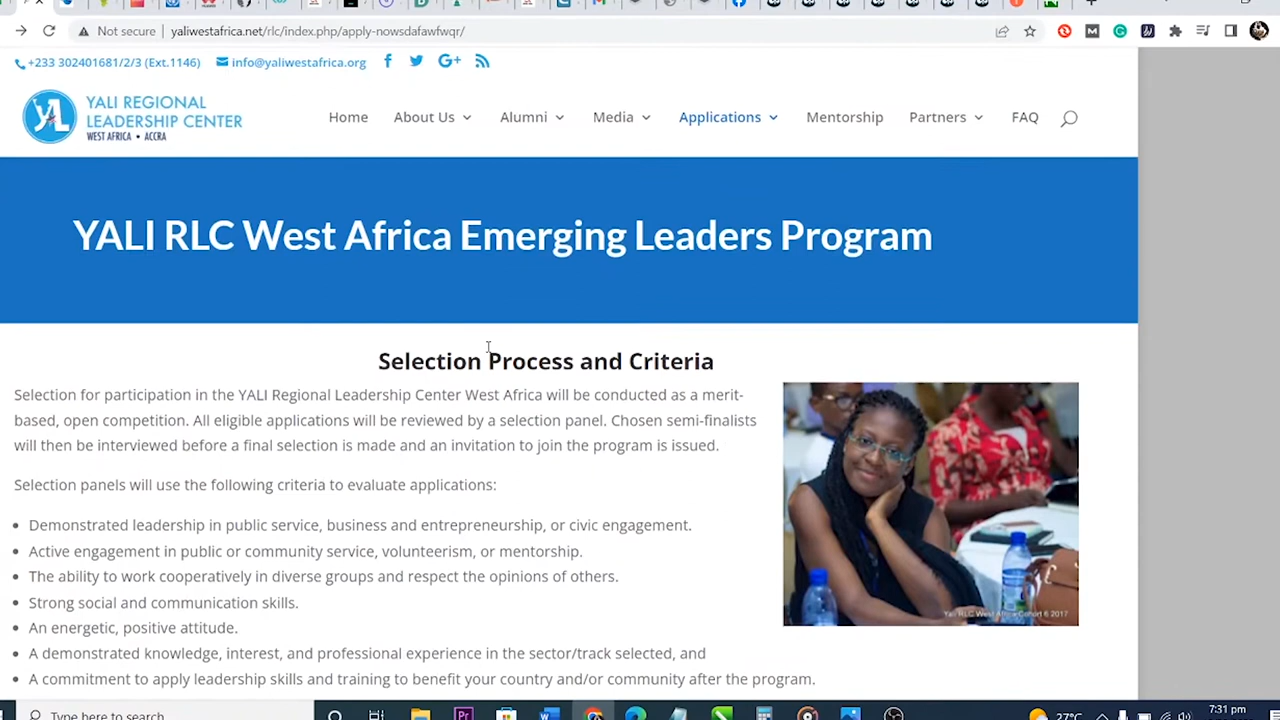 Not secure yaliwestafrica.net/rlc/index.php/apply-nowsdafawfwqr/
+233 302401681/2/3 (Ext.1146) info@yaliwestafrica.org G+
YALI REGIONAL
LEADERSHIP CENTER
WEST AFRICA • ACCRA
Home About Us Alumni Media Applications Mentorship Partners FAQ
YALI RLC West Africa Emerging Leaders Program
Selection Process and Criteria
Selection for participation in the YALI Regional Leadership Center West Africa will be conducted as a merit-
based, open competition. All eligible applications will be reviewed by a selection panel. Chosen semi-finalists
will then be interviewed before a final selection is made and an invitation to join the program is issued.
Selection panels will use the following criteria to evaluate applications:
• Demonstrated leadership in public service, business and entrepreneurship, or civic engagement.
• Active engagement in public or community service, volunteerism, or mentorship.
• The ability to work cooperatively in diverse groups and respect the opinions of others.
• Strong social and communication skills.
• An energetic, positive attitude.
• A demonstrated knowledge, interest, and professional experience in the sector/track selected, and
• A commitment to apply leadership skills and training to benefit your country and/or community after the program.
Yali RLC West Africa Cohort 6 2017
Type here to search
27°C
7:31 pm